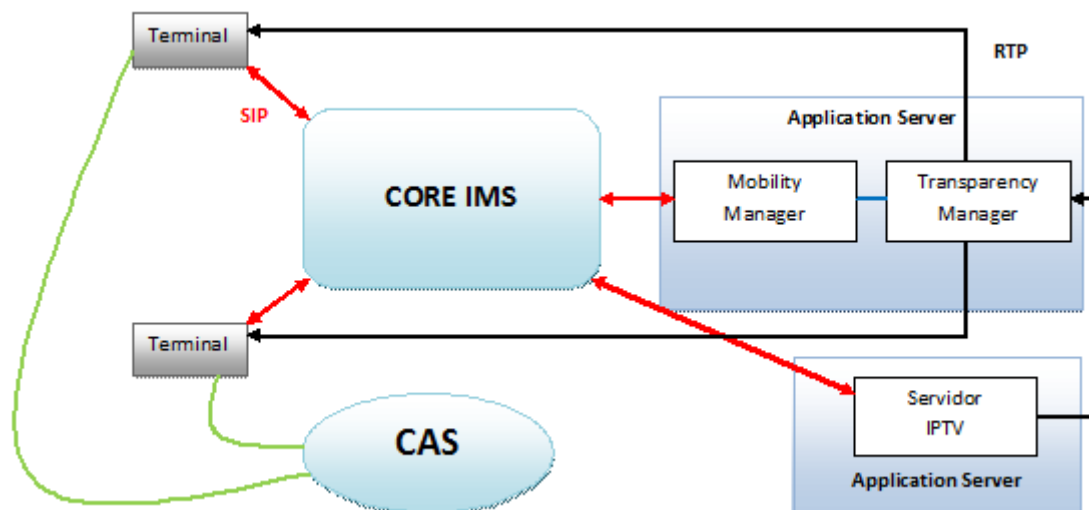 Terminal
RTP
SIP
Application Server
CORE IMS
Mobility
Manager
Transparency
Manager
Terminal
Servidor
IPTV
CAS
Application Server